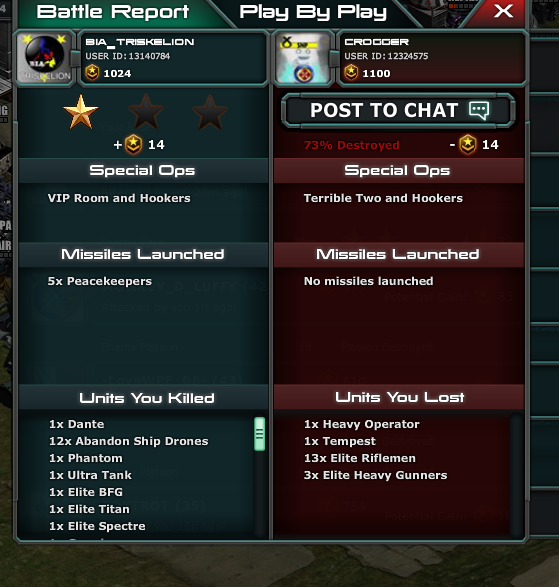 Battle Report
Play By Play
X
BIA_TRISKELION
USER ID: 13140784
1024
CROGGER
USER ID: 12324575
1100
+ 14
POST TO CHAT
73% Destroyed
- 14
Special Ops
Special Ops
VIP Room and Hookers
Terrible Two and Hookers
Missiles Launched
Missiles Launched
5x Peacekeepers
No missiles launched
Units You Killed
Units You Lost
1x Dante
12x Abandon Ship Drones
1x Phantom
1x Ultra Tank
1x Elite BFG
1x Elite Titan
1x Elite Spectre
1x Heavy Operator
1x Tempest
13x Elite Riflemen
3x Elite Heavy Gunners